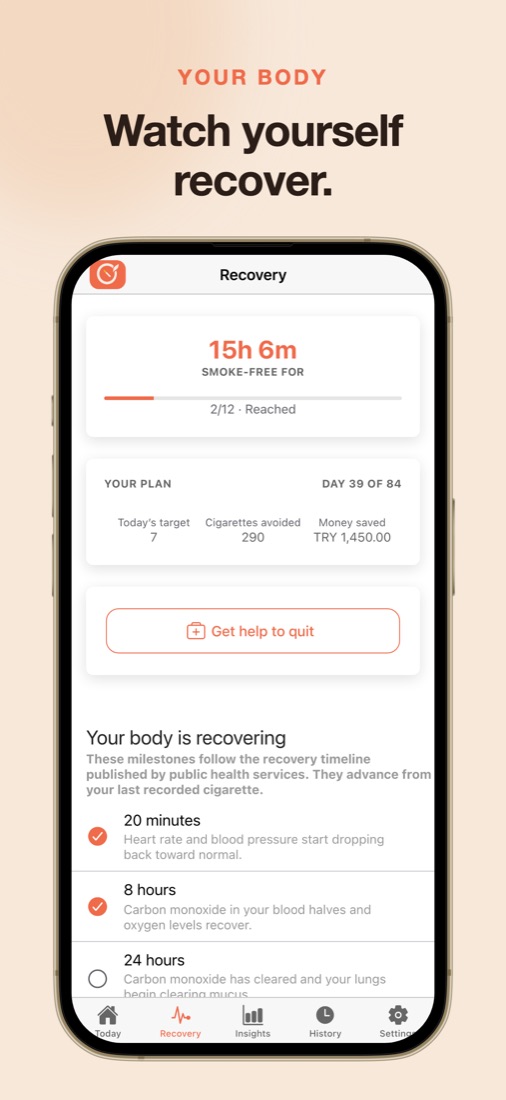 YOUR BODY
Watch yourself
recover.
Recovery
15h 6m
SMOKE-FREE FOR
2/12 · Reached
YOUR PLAN DAY 39 OF 84
Today's target Cigarettes avoided Money saved
7 290 TRY 1,450.00
Get help to quit
Your body is recovering
These milestones follow the recovery timeline
published by public health services. They advance from
your last recorded cigarette.
20 minutes
Heart rate and blood pressure start dropping
back toward normal.
8 hours
Carbon monoxide in your blood halves and
oxygen levels recover.
24 hours
Carbon monoxide has cleared and your lungs
begin clearing mucus.
Today Recovery Insights History Settings